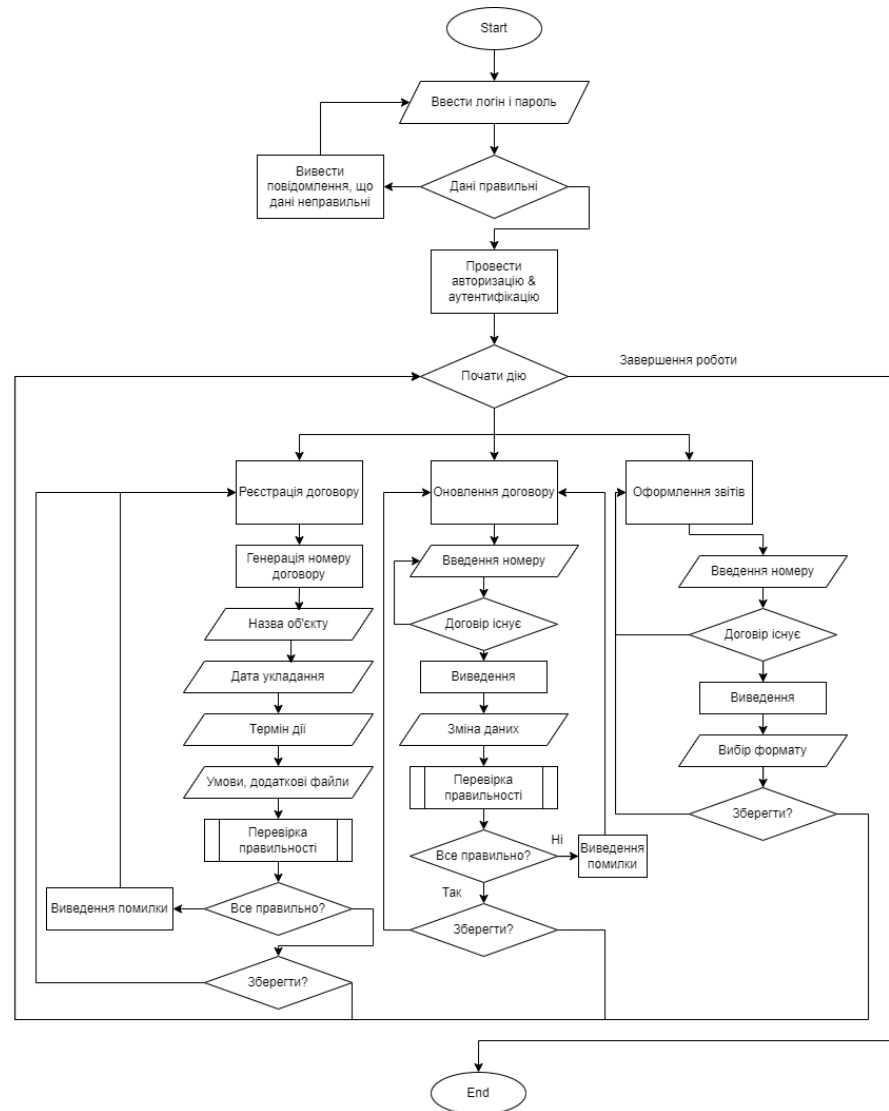 Start
Ввести логін і пароль
Вивести
повідомлення, що
дані неправильні
Дані правильні
Провести
авторизацію &
аутентифікацію
Завершення роботи
Почати дію
Реєстрація договору
Оновлення договору
Оформлення звітів
Генерація номеру
договору
Введення номеру
Введення номеру
Назва об'єкту
Договір існує
Договір існує
Дата укладання
Виведення
Виведення
Термін дії
Зміна даних
Вибір формату
Умови, додаткові файли
Перевірка
правильності
Зберегти?
Перевірка
правильності
Все правильно?
Ні
Виведення
помилки
Так
Виведення помилки
Все правильно?
Зберегти?
Зберегти?
End